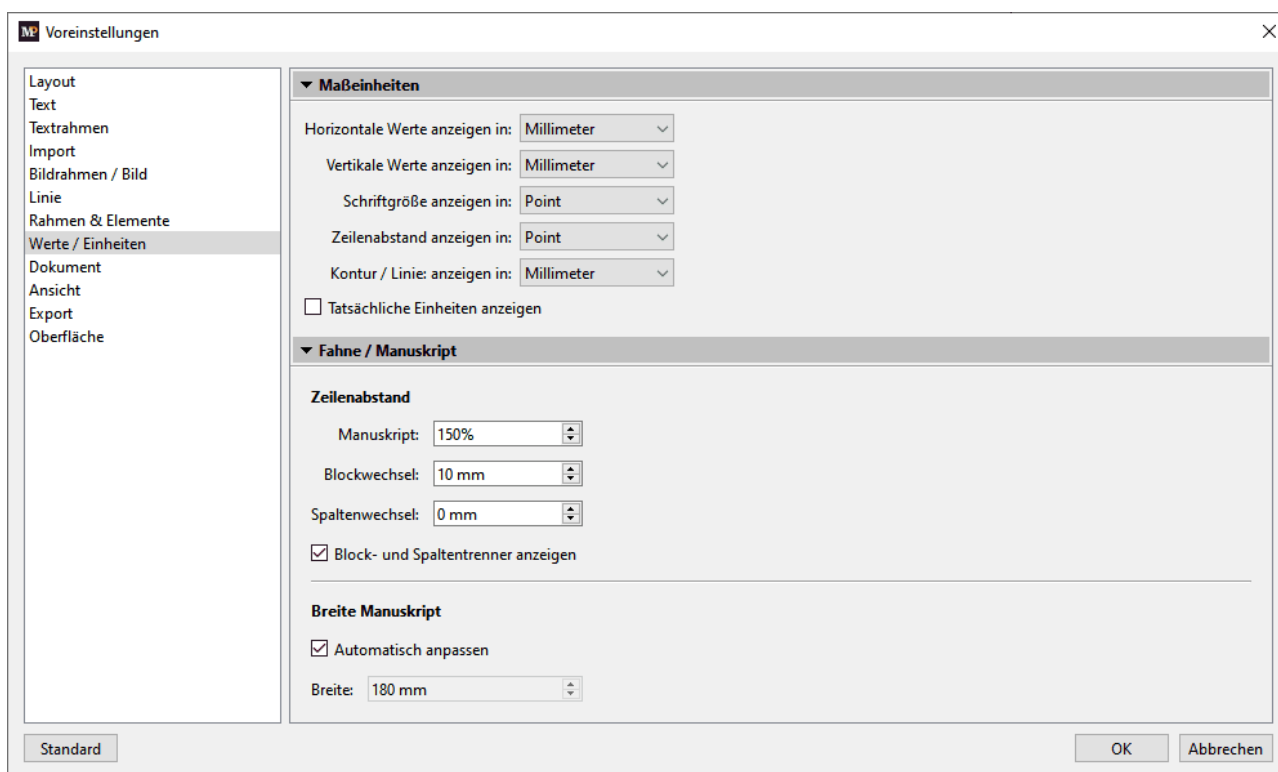 MP Voreinstellungen
Layout
Text
Textrahmen
Import
Bildrahmen / Bild
Linie
Rahmen & Elemente
Werte / Einheiten
Dokument
Ansicht
Export
Oberfläche
Maßeinheiten
Horizontale Werte anzeigen in: Millimeter
Vertikale Werte anzeigen in: Millimeter
Schriftgröße anzeigen in: Point
Zeilenabstand anzeigen in: Point
Kontur / Linie: anzeigen in: Millimeter
Tatsächliche Einheiten anzeigen
Fahne / Manuskript
Zeilenabstand
Manuskript: 150%
Blockwechsel: 10 mm
Spaltenwechsel: 0 mm
Block- und Spaltentrenner anzeigen
Breite Manuskript
Automatisch anpassen
Breite: 180 mm
Standard OK Abbrechen